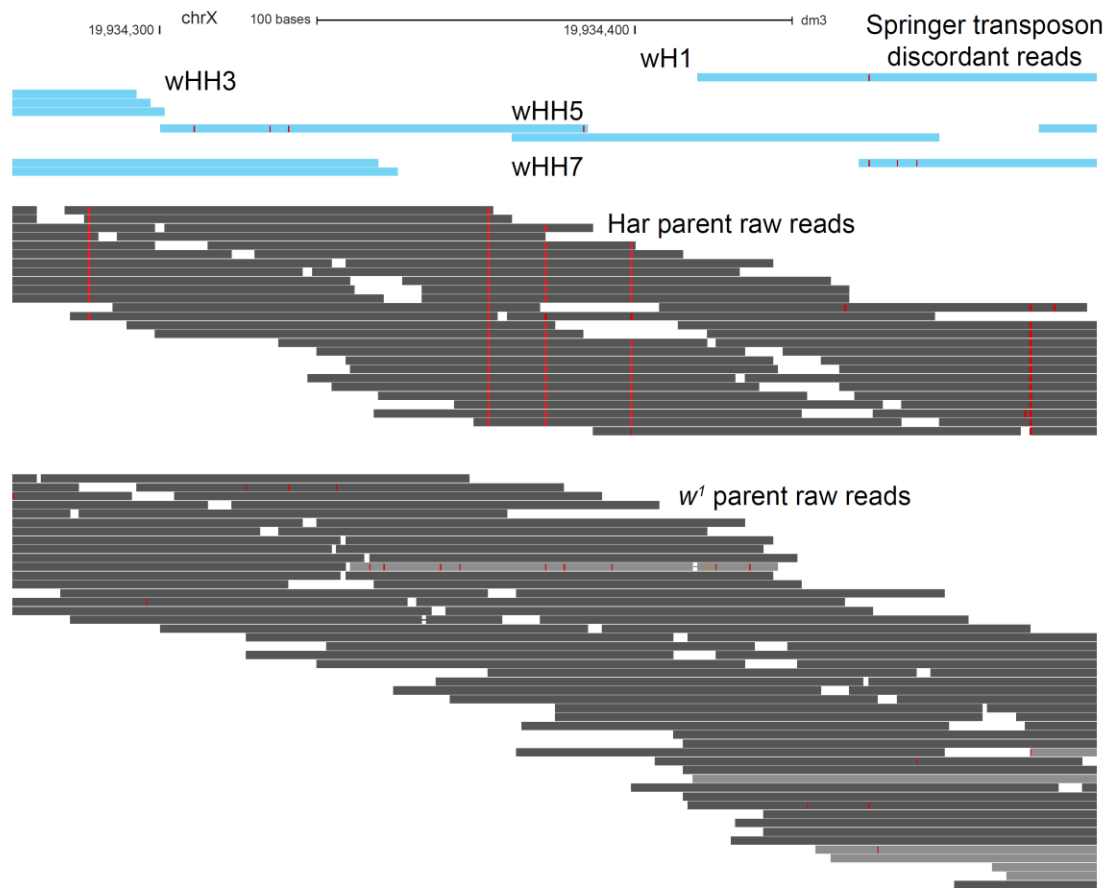 chrX 100 bases dm3
19,934,300 19,934,400
Springer transposon
discordant reads
wH1
wHH3
wHH5
wHH7
Har parent raw reads
w¹ parent raw reads